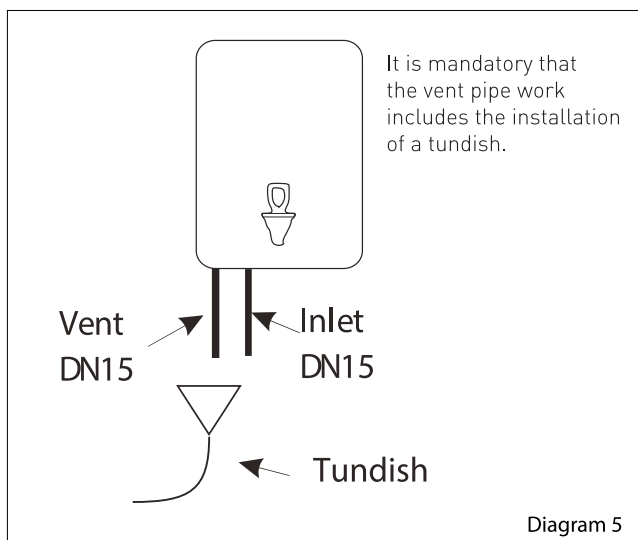 It is mandatory that
the vent pipe work
includes the installation
of a tundish.
Vent
DN15
Inlet
DN15
Tundish
Diagram 5